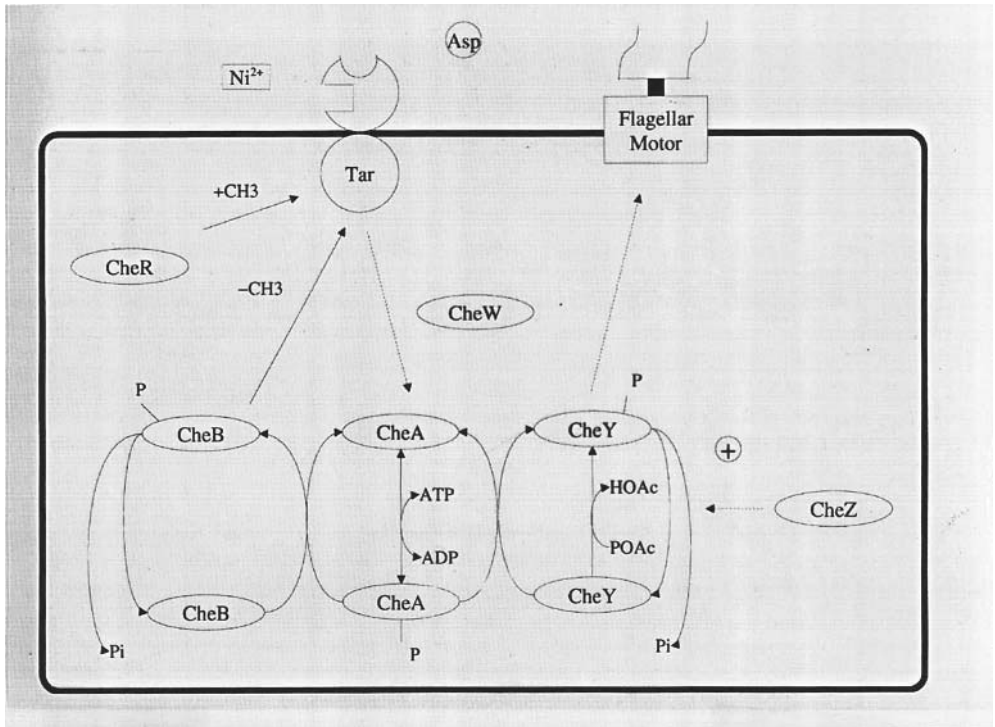 Asp
Ni²⁺
Flagellar
Motor
Tar
+CH3
CheR
–CH3
CheW
P
P
CheB
CheA
CheY
+
ATP
HOAc
CheZ
ADP
POAc
CheB
CheA
CheY
Pi
P
Pi